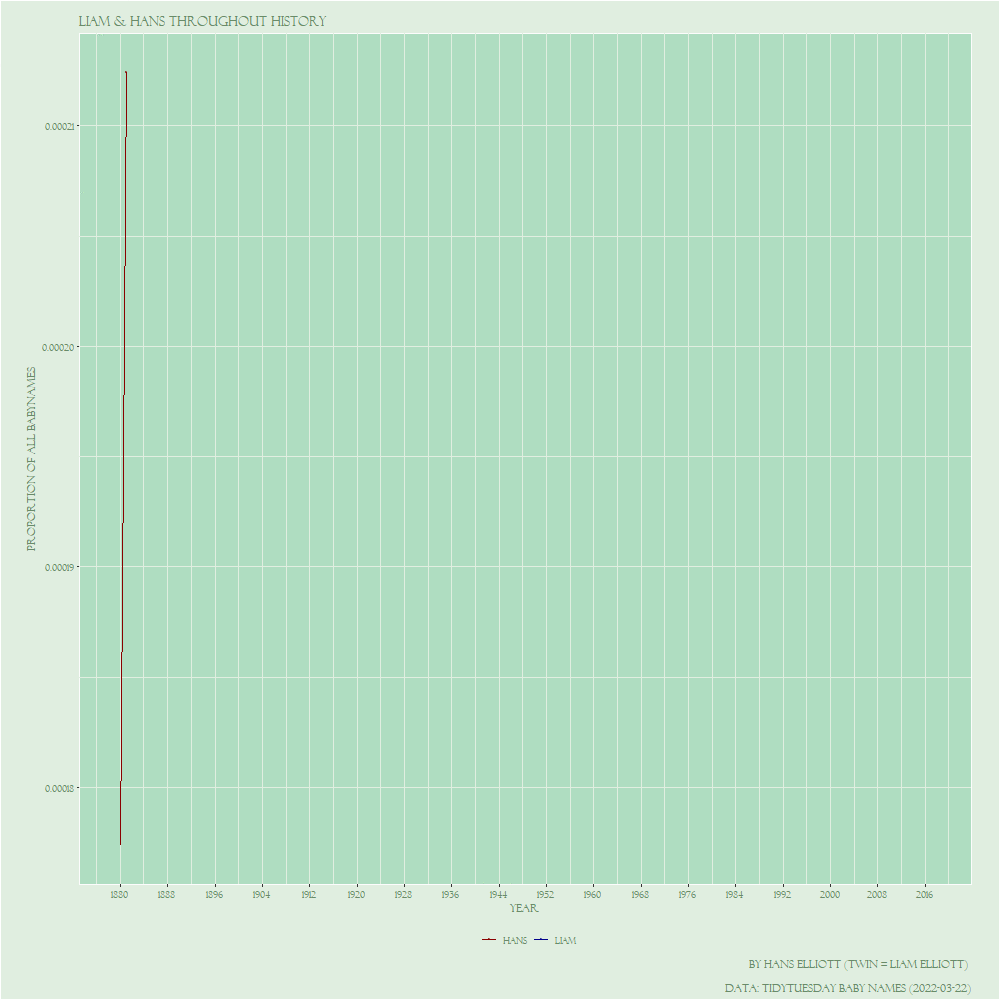 LIAM & HANS THROUGHOUT HISTORY
0.00021
0.00020
0.00019
0.00018
PROPORTION OF ALL BABYNAMES
1880 1888 1896 1904 1912 1920 1928 1936 1944 1952 1960 1968 1976 1984 1992 2000 2008 2016
YEAR
HANS LIAM
BY HANS ELLIOTT (TWIN = LIAM ELLIOTT)
DATA: TIDYTUESDAY BABY NAMES (2022-03-22)